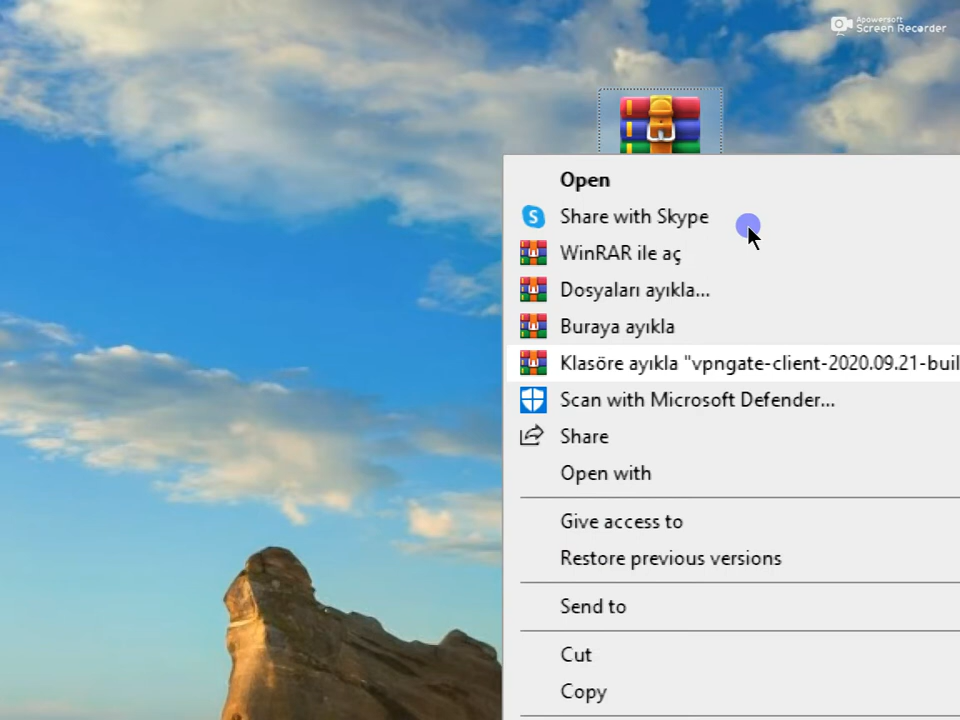 Apowersoft
Screen Recorder
Open
Share with Skype
WinRAR ile aç
Dosyaları ayıkla...
Buraya ayıkla
Klasöre ayıkla "vpngate-client-2020.09.21-buil
Scan with Microsoft Defender...
Share
Open with
Give access to
Restore previous versions
Send to
Cut
Copy